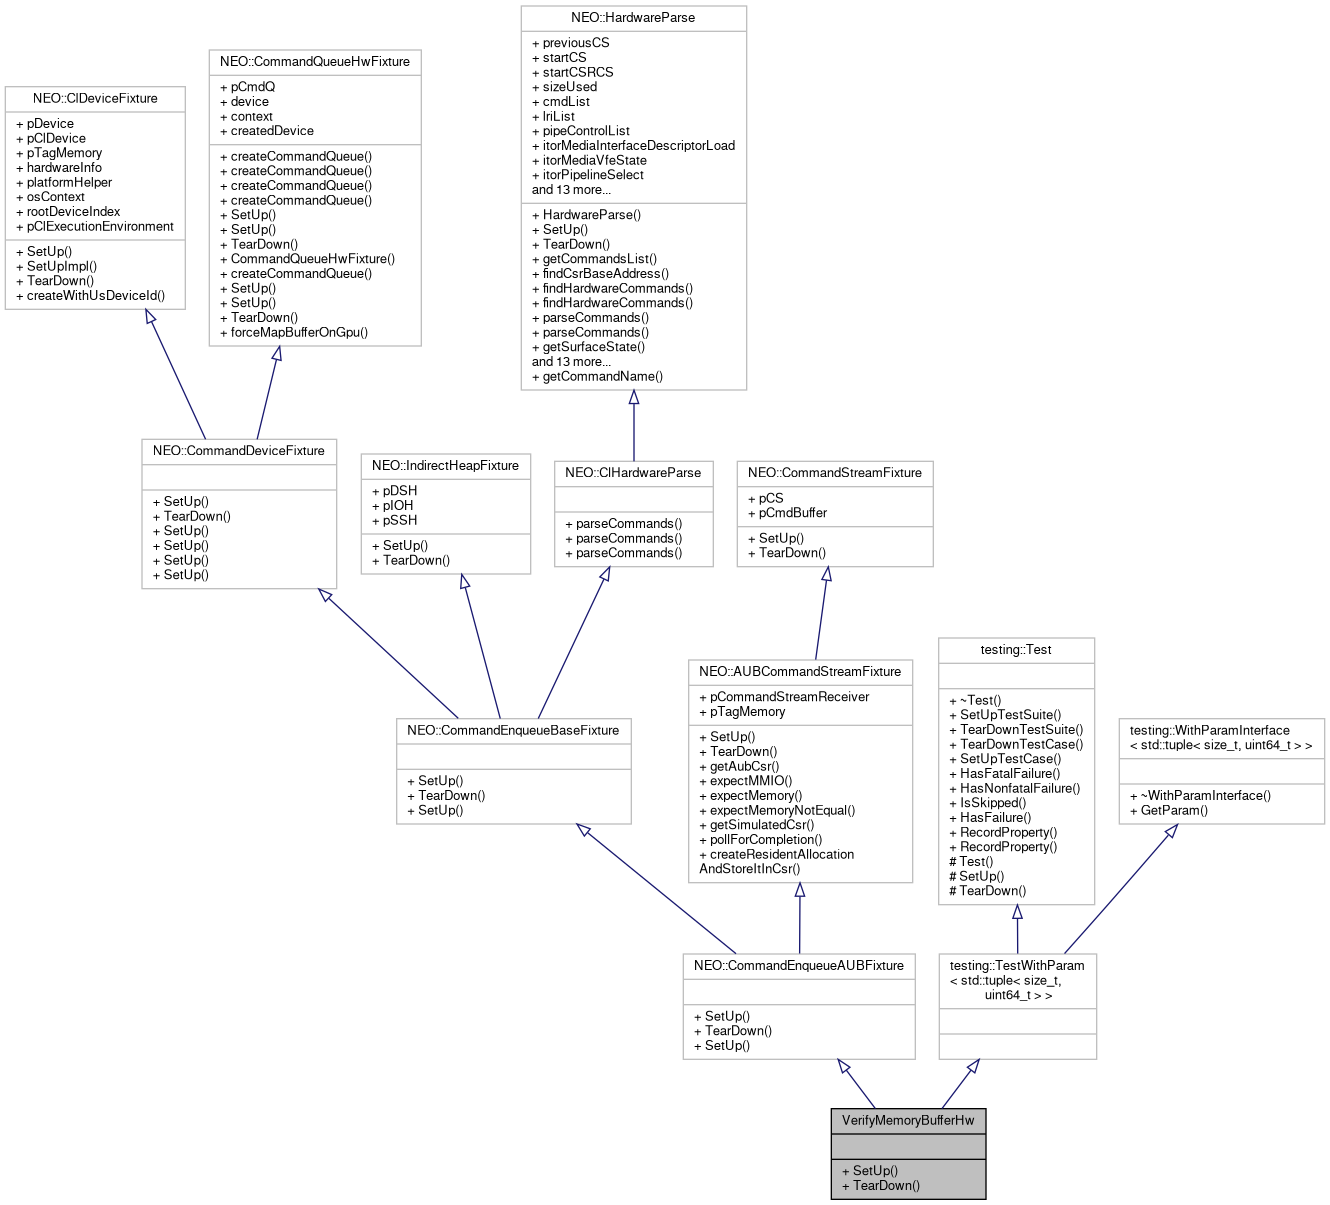 NEO::HardwareParse
+ previousCS
+ startCS
+ startCSRCS
+ sizeUsed
+ cmdList
+ lriList
+ pipeControlList
+ itorMediaInterfaceDescriptorLoad
+ itorMediaVfeState
+ itorPipelineSelect
and 13 more...
+ HardwareParse()
+ SetUp()
+ TearDown()
+ getCommandsList()
+ findCsrBaseAddress()
+ findHardwareCommands()
+ findHardwareCommands()
+ parseCommands()
+ parseCommands()
+ getSurfaceState()
and 13 more...
+ getCommandName()
NEO::CommandQueueHwFixture
+ pCmdQ
+ device
+ context
+ createdDevice
+ createCommandQueue()
+ createCommandQueue()
+ createCommandQueue()
+ createCommandQueue()
+ SetUp()
+ SetUp()
+ TearDown()
+ CommandQueueHwFixture()
+ createCommandQueue()
+ SetUp()
+ SetUp()
+ TearDown()
+ forceMapBufferOnGpu()
NEO::ClDeviceFixture
+ pDevice
+ pClDevice
+ pTagMemory
+ hardwareInfo
+ platformHelper
+ osContext
+ rootDeviceIndex
+ pClExecutionEnvironment
+ SetUp()
+ SetUpImpl()
+ TearDown()
+ createWithUsDeviceId()
NEO::CommandDeviceFixture
+ SetUp()
+ TearDown()
+ SetUp()
+ SetUp()
+ SetUp()
+ SetUp()
NEO::IndirectHeapFixture
+ pDSH
+ pIOH
+ pSSH
+ SetUp()
+ TearDown()
NEO::ClHardwareParse
+ parseCommands()
+ parseCommands()
+ parseCommands()
NEO::CommandStreamFixture
+ pCS
+ pCmdBuffer
+ SetUp()
+ TearDown()
NEO::CommandEnqueueBaseFixture
+ SetUp()
+ TearDown()
+ SetUp()
NEO::AUBCommandStreamFixture
+ pCommandStreamReceiver
+ pTagMemory
+ SetUp()
+ TearDown()
+ getAubCsr()
+ expectMMIO()
+ expectMemory()
+ expectMemoryNotEqual()
+ getSimulatedCsr()
+ pollForCompletion()
+ createResidentAllocation
AndStoreItInCsr()
testing::Test
+ ~Test()
+ SetUpTestSuite()
+ TearDownTestSuite()
+ TearDownTestCase()
+ SetUpTestCase()
+ HasFatalFailure()
+ HasNonfatalFailure()
+ IsSkipped()
+ HasFailure()
+ RecordProperty()
+ RecordProperty()
# Test()
# SetUp()
# TearDown()
testing::WithParamInterface
< std::tuple< size_t, uint64_t > >
+ ~WithParamInterface()
+ GetParam()
NEO::CommandEnqueueAUBFixture
+ SetUp()
+ TearDown()
+ SetUp()
testing::TestWithParam
< std::tuple< size_t,
uint64_t > >
VerifyMemoryBufferHw
+ SetUp()
+ TearDown()